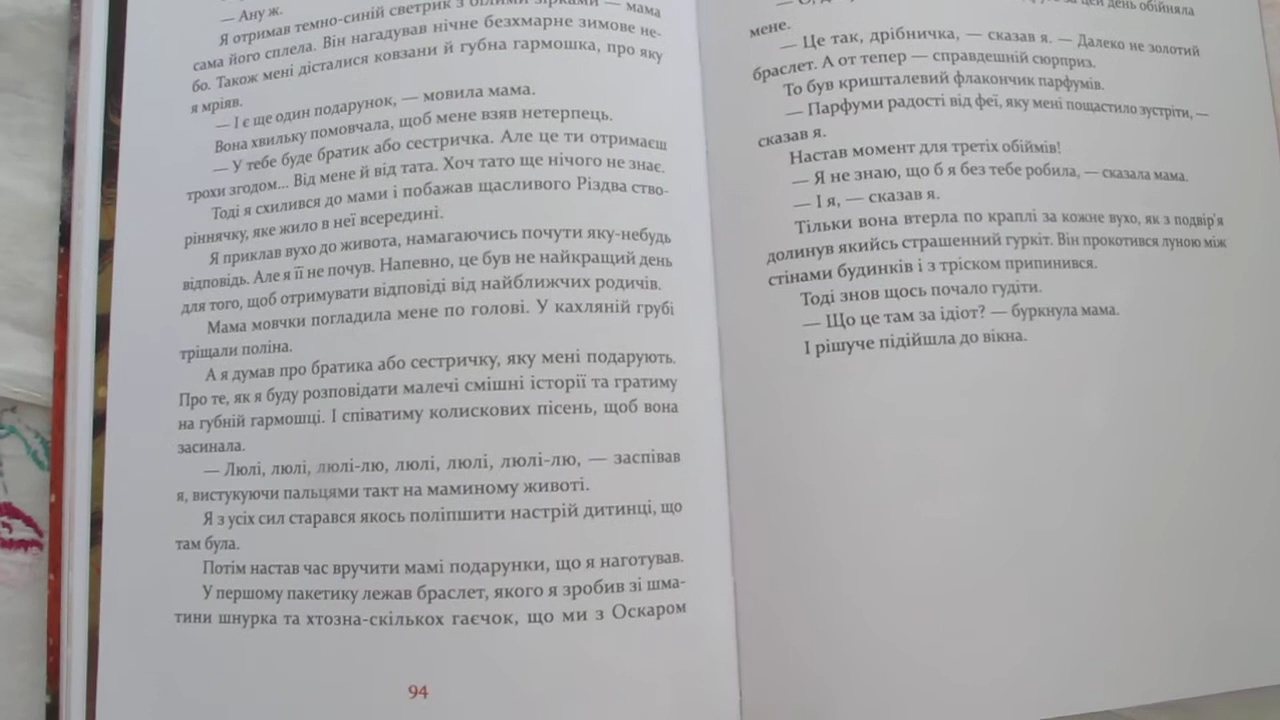 — Ану ж.
Я отримав темно-синій светрик з білими зірками — мама
сама його сплела. Він нагадував нічне безхмарне зимове не-
бо. Також мені дісталися ковзани й губна гармошка, про яку
я мріяв.
— І є ще один подарунок, — мовила мама.
Вона хвильку помовчала, щоб мене взяв нетерпець.
— У тебе буде братик або сестричка. Але це ти отримаєш
трохи згодом... Від мене й від тата. Хоч тато ще нічого не знає.
Тоді я схилився до мами і побажав щасливого Різдва ство-
ріннячку, яке жило в неї всередині.
Я приклав вухо до живота, намагаючись почути яку-небудь
відповідь. Але я її не почув. Напевно, це був не найкращий день
для того, щоб отримувати відповіді від найближчих родичів.
Мама мовчки погладила мене по голові. У кахляній грубі
тріщали поліна.
А я думав про братика або сестричку, яку мені подарують.
Про те, як я буду розповідати малечі смішні історії та гратиму
на губній гармошці. І співатиму колискових пісень, щоб вона
засинала.
— Люлі, люлі, люлі-лю, люлі, люлі, люлі-лю, — заспівав
я, вистукуючи пальцями такт на маминому животі.
Я з усіх сил старався якось поліпшити настрій дитинці, що
там була.
Потім настав час вручити мамі подарунки, що я наготував.
У першому пакетику лежав браслет, якого я зробив зі шма-
тини шнурка та хтозна-скількох гаєчок, що ми з Оскаром
94
за цей день обійняла
мене.
— Це так, дрібничка, — сказав я. — Далеко не золотий
браслет. А от тепер — справдешній сюрприз.
То був кришталевий флакончик парфумів.
— Парфуми радості від феї, яку мені пощастило зустріти, —
сказав я.
Настав момент для третіх обіймів!
— Я не знаю, що б я без тебе робила, — сказала мама.
— І я, — сказав я.
Тільки вона втерла по краплі за кожне вухо, як з подвір'я
долинув якийсь страшенний гуркіт. Він прокотився луною між
стінами будинків і з тріском припинився.
Тоді знов щось почало гудіти.
— Що це там за ідіот? — буркнула мама.
І рішуче підійшла до вікна.